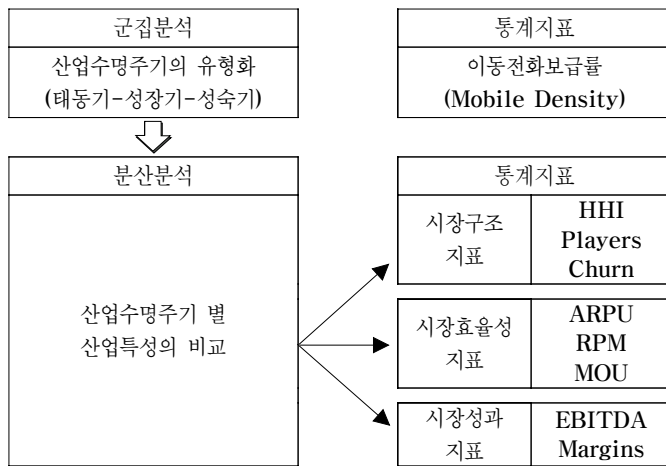 군집분석
산업수명주기의 유형화
(태동기-성장기-성숙기)
통계지표
이동전화보급률
(Mobile Density)
분산분석
산업수명주기 별
산업특성의 비교
통계지표
시장구조
지표
HHI
Players
Churn
시장효율성
지표
ARPU
RPM
MOU
시장성과
지표
EBITDA
Margins